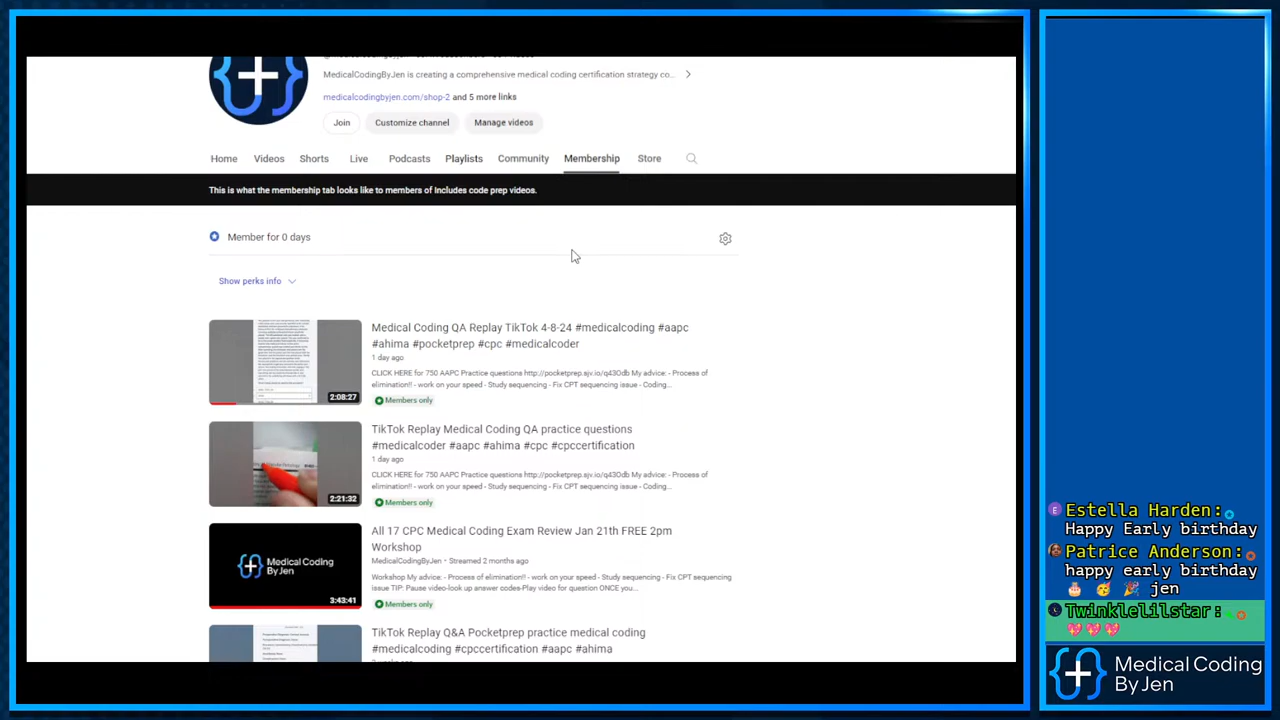 MedicalCodingByJen is creating a comprehensive medical coding certification strategy co...
medicalcodingbyjen.com/shop-2 and 5 more links
Join Customize channel Manage videos
Home Videos Shorts Live Podcasts Playlists Community Membership Store
This is what the membership tab looks like to members of Includes code prep videos.
Member for 0 days
Show perks info
Medical Coding QA Replay TikTok 4-8-24 #medicalcoding #aapc
#ahima #pocketprep #cpc #medicalcoder
1 day ago
CLICK HERE for 750 AAPC Practice questions http://pocketprep.sjv.io/q43Odb My advice: - Process of
elimination!! - work on your speed - Study sequencing - Fix CPT sequencing issue - Coding...
Members only
2:08:27
TikTok Replay Medical Coding QA practice questions
#medicalcoder #aapc #ahima #cpc #cpccertification
1 day ago
CLICK HERE for 750 AAPC Practice questions http://pocketprep.sjv.io/q43Odb My advice: - Process of
elimination!! - work on your speed - Study sequencing - Fix CPT sequencing issue - Coding...
Members only
2:21:32
All 17 CPC Medical Coding Exam Review Jan 21th FREE 2pm
Workshop
MedicalCodingByJen • Streamed 2 months ago
Workshop My advice: - Process of elimination!! - work on your speed - Study sequencing - Fix CPT sequencing
issue TIP: Pause video-look up answer codes-Play video for question ONCE you...
Members only
Medical Coding
By Jen
3:43:41
TikTok Replay Q&A Pocketprep practice medical coding
#medicalcoding #cpccertification #aapc #ahima
Estella Harden:
Happy Early birthday
Patrice Anderson:
happy early birthday
🎂 🥳 🎉 jen
Twinklelilstar:
💖💖💖
Medical Coding
By Jen